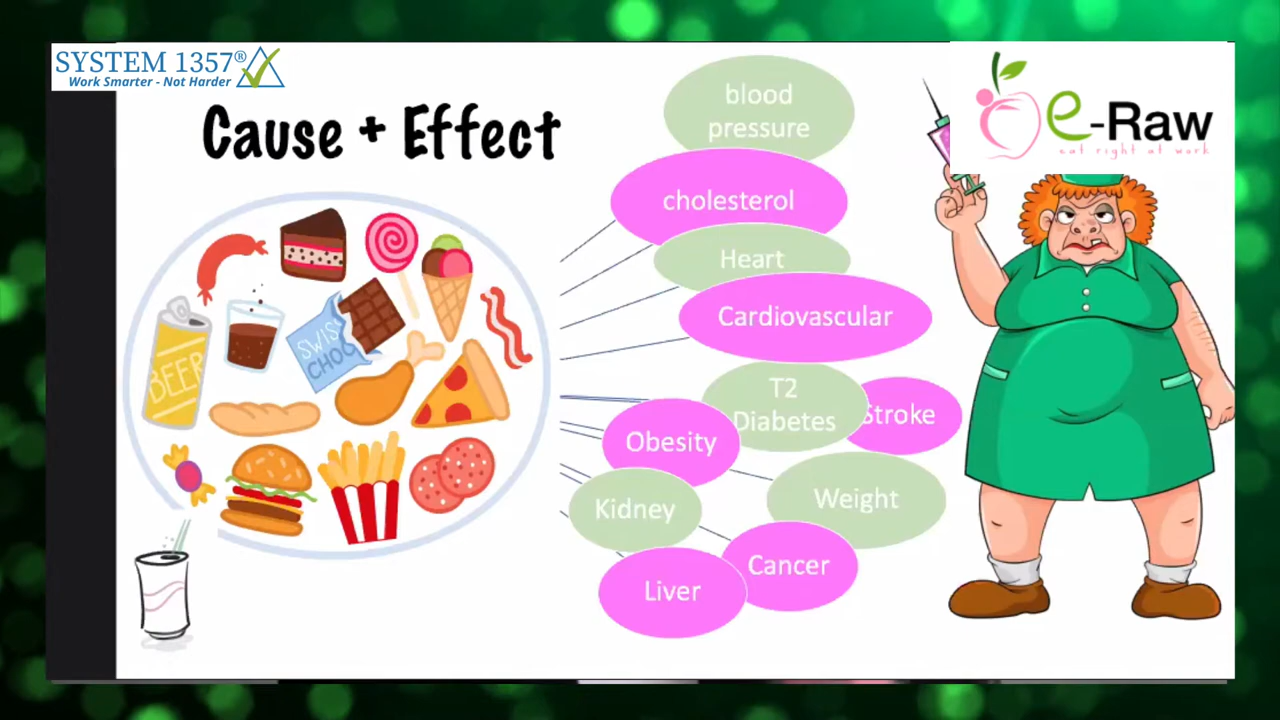 SYSTEM 1357®
Work Smarter - Not Harder
Cause + Effect
e-Raw
eat right at work
blood
pressure
cholesterol
Heart
Cardiovascular
T2
Diabetes
Stroke
Obesity
Kidney
Weight
Cancer
Liver
SWISS
CHOC
BEER